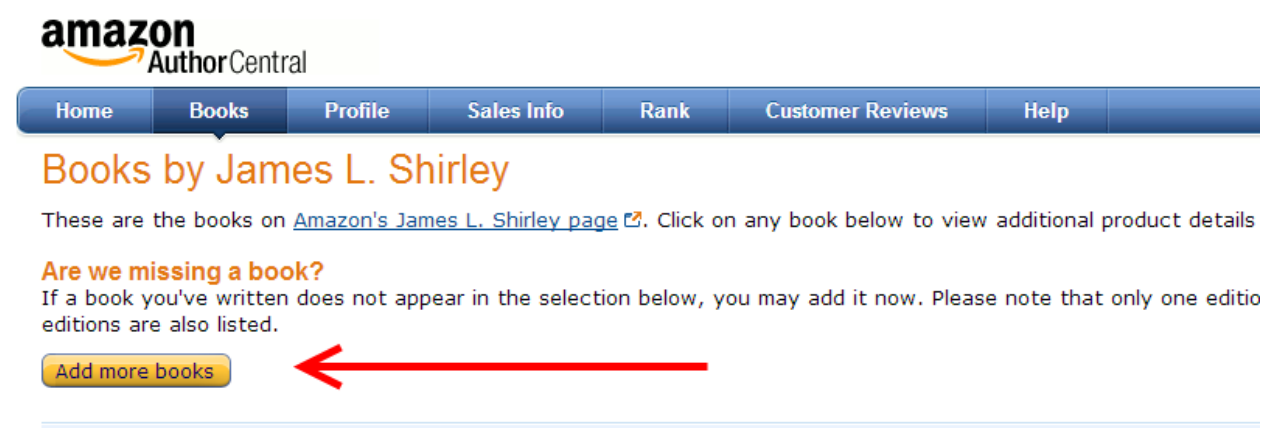 amazon
AuthorCentral
Home Books Profile Sales Info Rank Customer Reviews Help
Books by James L. Shirley
These are the books on Amazon's James L. Shirley page. Click on any book below to view additional product details
Are we missing a book?
If a book you've written does not appear in the selection below, you may add it now. Please note that only one editio
editions are also listed.
Add more books